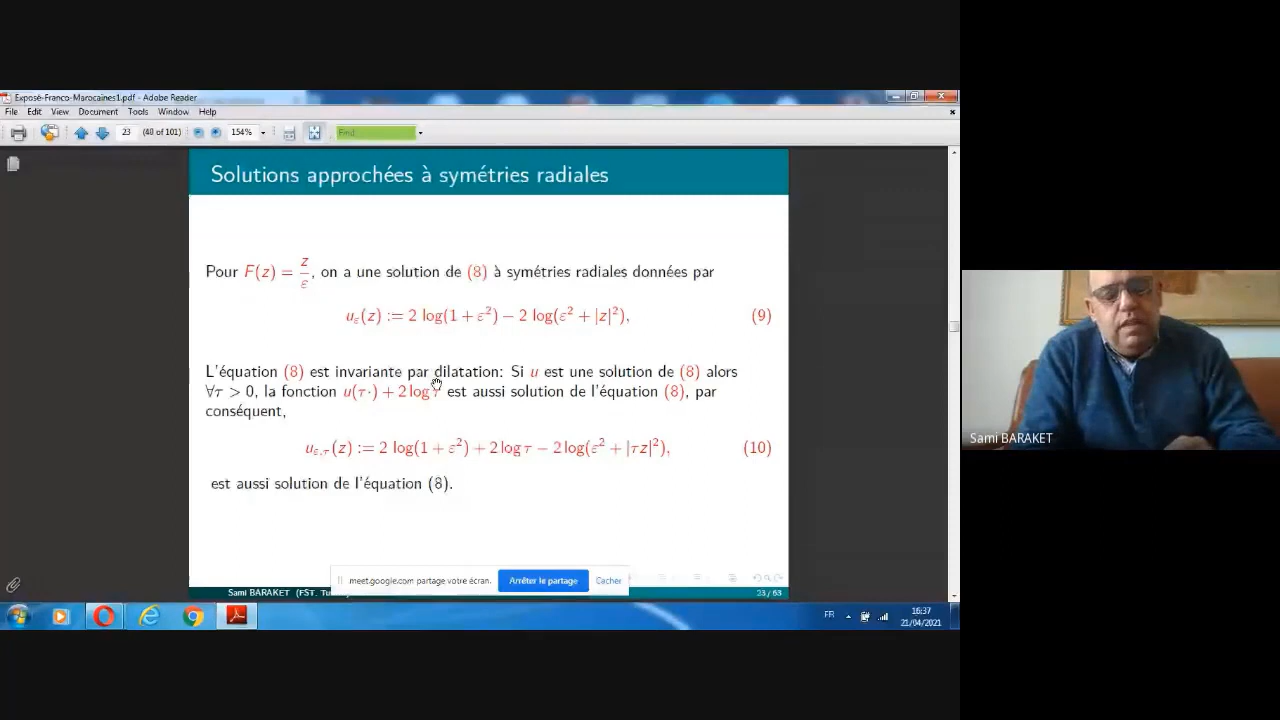 Exposé-Franco-Marocaines1.pdf - Adobe Reader
File Edit View Document Tools Window Help
23 (40 of 101) 154% Find
Solutions approchées à symétries radiales
Pour F(z) = z/ε, on a une solution de (8) à symétries radiales données par
uε(z) := 2 log(1 + ε²) − 2 log(ε² + |z|²), (9)
L'équation (8) est invariante par dilatation: Si u est une solution de (8) alors
∀τ > 0, la fonction u(τ·) + 2 log τ est aussi solution de l'équation (8), par
conséquent,
uε,τ(z) := 2 log(1 + ε²) + 2 log τ − 2 log(ε² + |τz|²), (10)
est aussi solution de l'équation (8).
meet.google.com partage votre écran. Arrêter le partage Cacher
Sami BARAKET (FST. 23 / 63
Sami BARAKET
FR 16:37
21/04/2021